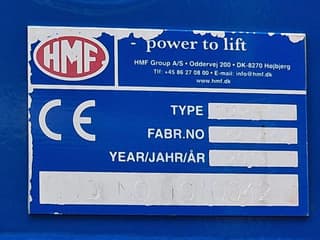 HMF
- power to lift
HMF Group A/S • Oddervej 200 • DK-8270 Højbjerg
Tlf: +45 86 27 08 00 • E-mail: info@hmf.dk
www.hmf.dk
CE
TYPE
FABR.NO
YEAR/JAHR/ÅR